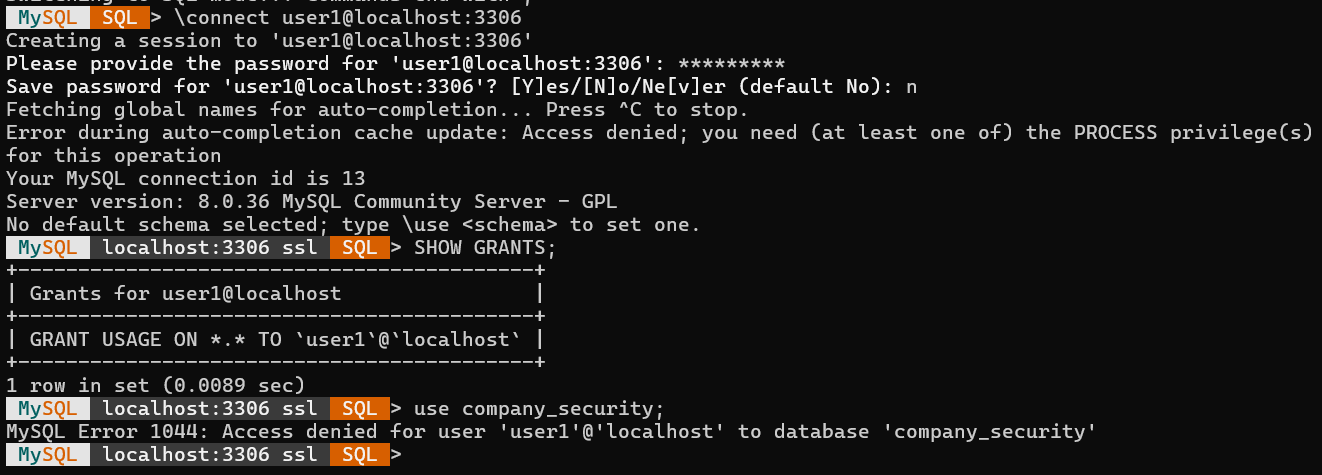 MySQL SQL > \connect user1@localhost:3306
Creating a session to 'user1@localhost:3306'
Please provide the password for 'user1@localhost:3306': *********
Save password for 'user1@localhost:3306'? [Y]es/[N]o/Ne[v]er (default No): n
Fetching global names for auto-completion... Press ^C to stop.
Error during auto-completion cache update: Access denied; you need (at least one of) the PROCESS privilege(s)
for this operation
Your MySQL connection id is 13
Server version: 8.0.36 MySQL Community Server - GPL
No default schema selected; type \use <schema> to set one.
MySQL localhost:3306 ssl SQL > SHOW GRANTS;
+-------------------------------------------+
| Grants for user1@localhost                |
+-------------------------------------------+
| GRANT USAGE ON *.* TO `user1`@`localhost` |
+-------------------------------------------+
1 row in set (0.0089 sec)
MySQL localhost:3306 ssl SQL > use company_security;
MySQL Error 1044: Access denied for user 'user1'@'localhost' to database 'company_security'
MySQL localhost:3306 ssl SQL >